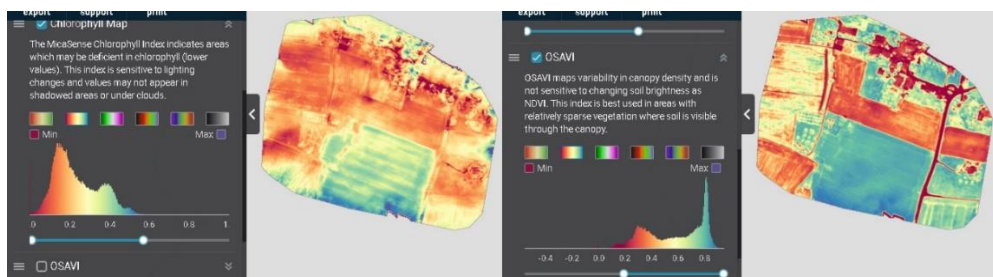 export support print
Chlorophyll Map
The MicaSense Chlorophyll Index indicates areas
which may be deficient in chlorophyll (lower
values). This index is sensitive to lighting
changes and values may not appear in
shadowed areas or under clouds.
Min Max
.0 0.2 0.4 0.6 0.8 1.
OSAVI
export support print
OSAVI
OSAVI maps variability in canopy density and is
not sensitive to changing soil brightness as
NDVI. This index is best used in areas with
relatively sparse vegetation where soil is visible
through the canopy.
Min Max
-0.4 -0.2 0.0 0.2 0.4 0.6 0.8